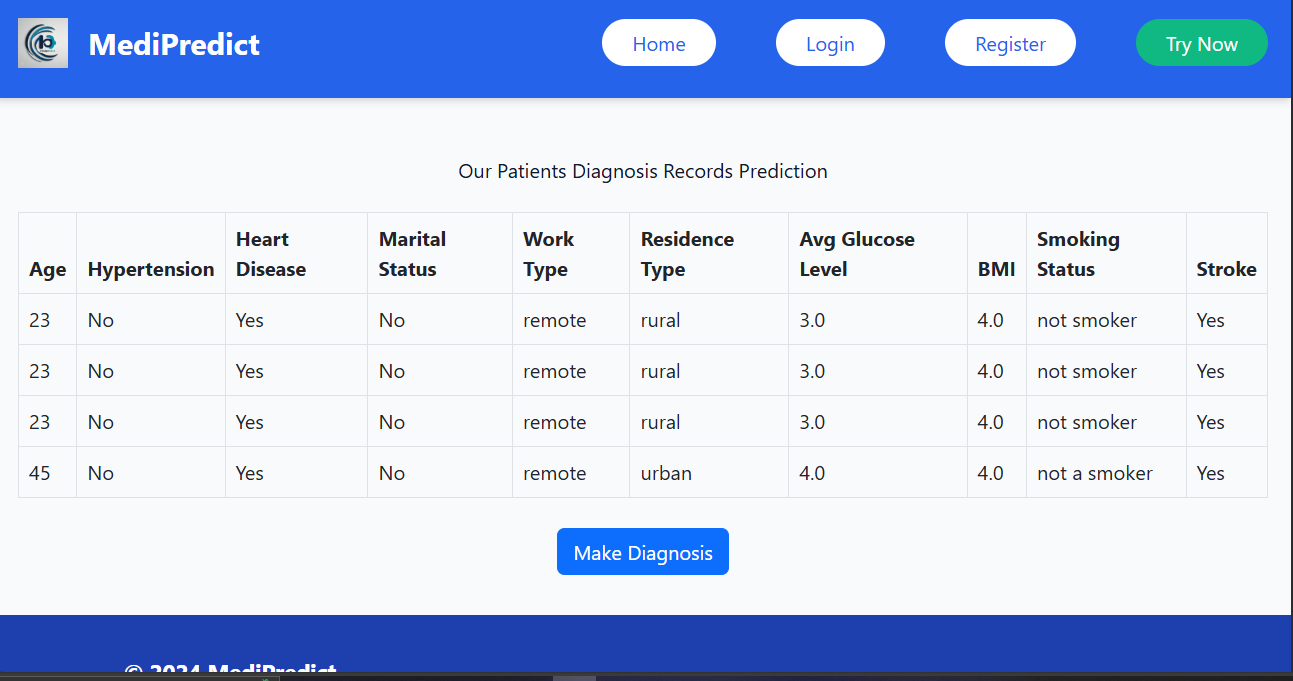 MediPredict
Home
Login
Register
Try Now
Our Patients Diagnosis Records Prediction
Age Hypertension Heart Disease Marital Status Work Type Residence Type Avg Glucose Level BMI Smoking Status Stroke
23 No Yes No remote rural 3.0 4.0 not smoker Yes
23 No Yes No remote rural 3.0 4.0 not smoker Yes
23 No Yes No remote rural 3.0 4.0 not smoker Yes
45 No Yes No remote urban 4.0 4.0 not a smoker Yes
Make Diagnosis
© 2024 MediPredict